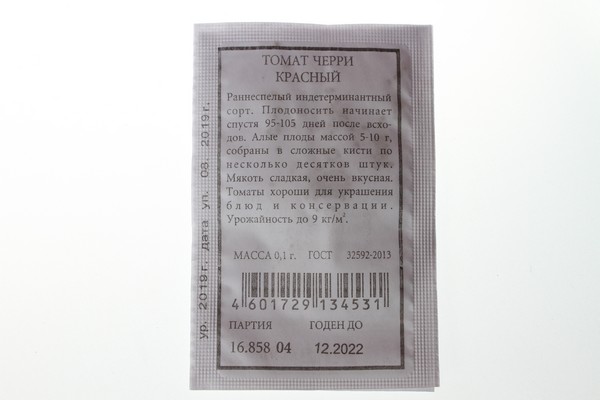 ТОМАТ ЧЕРРИ
КРАСНЫЙ
Раннеспелый индетерминантный
сорт. Плодоносить начинает
спустя 95-105 дней после всхо-
дов. Алые плоды массой 5-10 г,
собраны в сложные кисти по
несколько десятков штук.
Мякоть сладкая, очень вкусная.
Томаты хороши для украшения
блюд и консервации.
Урожайность до 9 кг/м².
МАССА 0,1 г. ГОСТ 32592-2013
4 601729 134531
ПАРТИЯ ГОДЕН ДО
16.858 04 12.2022
ур. 2019 г. дата уп. 08. 2019 г.